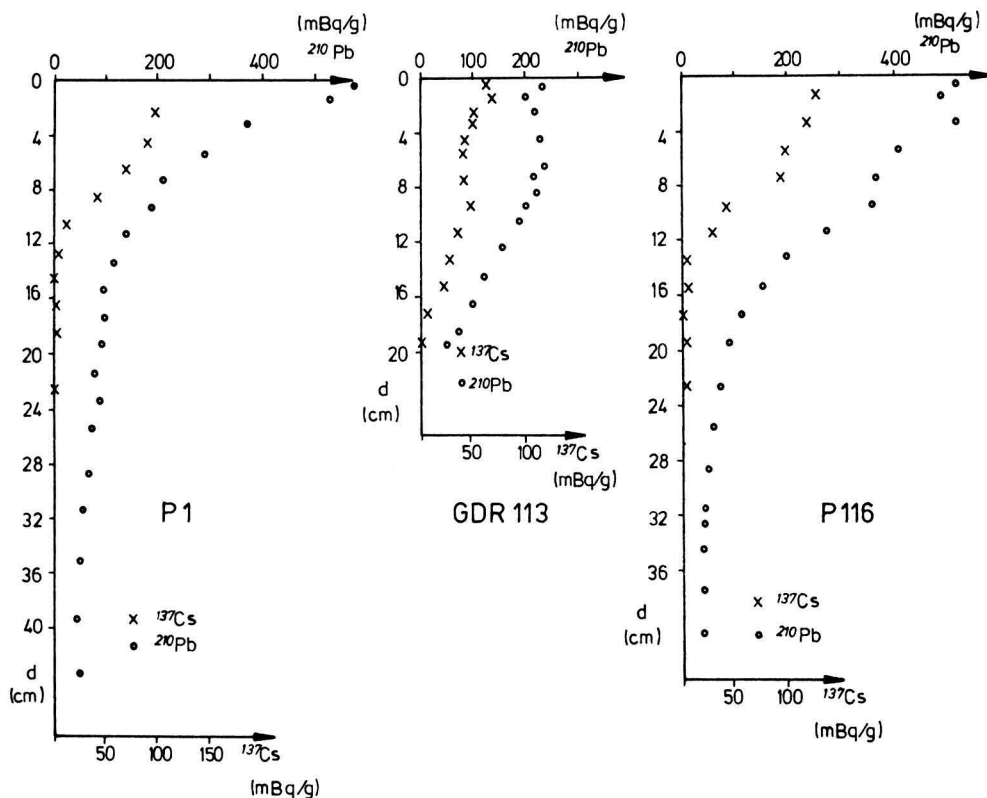 (mBq/g)
²¹⁰Pb
0 200 400
0
4
8
12
16
20
24
28
32
36
40
d
(cm)
P1
x ¹³⁷Cs
o ²¹⁰Pb
50 100 150 ¹³⁷Cs
(mBq/g)
(mBq/g)
²¹⁰Pb
0 100 200
0
4
8
12
16
20
d
(cm)
x ¹³⁷Cs
o ²¹⁰Pb
50 100 ¹³⁷Cs
(mBq/g)
GDR 113
(mBq/g)
²¹⁰Pb
0 200 400
0
4
8
12
16
20
24
28
32
36
d
(cm)
P116
x ¹³⁷Cs
o ²¹⁰Pb
50 100 ¹³⁷Cs
(mBq/g)